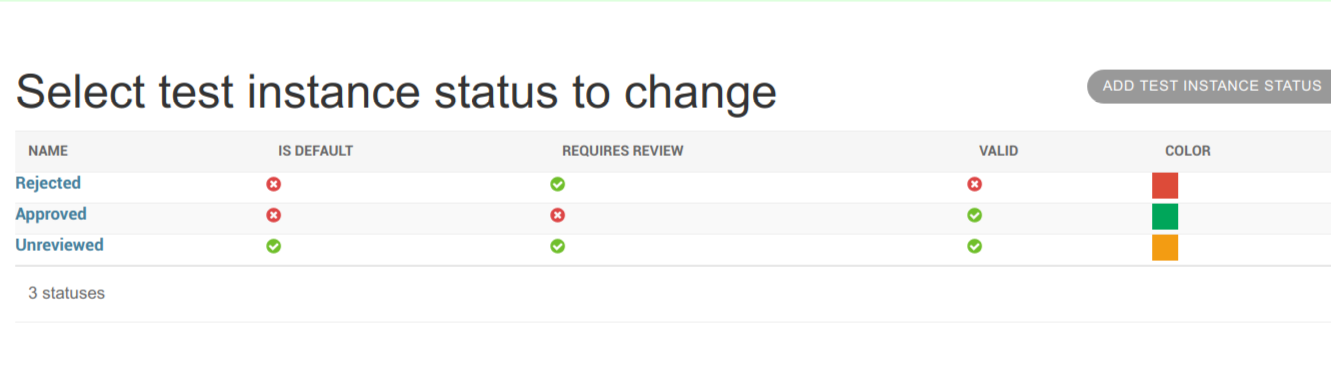 Select test instance status to change
ADD TEST INSTANCE STATUS
NAME IS DEFAULT REQUIRES REVIEW VALID COLOR
Rejected
Approved
Unreviewed
3 statuses